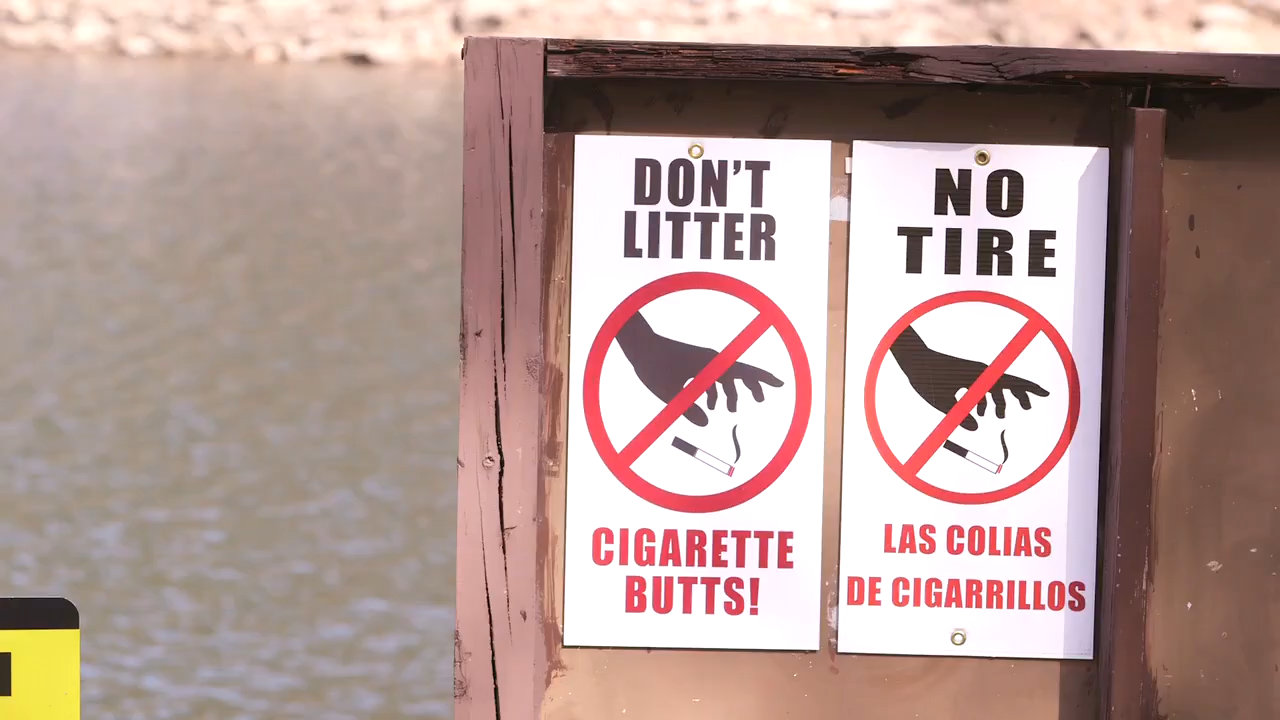 DON'T
LITTER
CIGARETTE
BUTTS!
NO
TIRE
LAS COLIAS
DE CIGARRILLOS